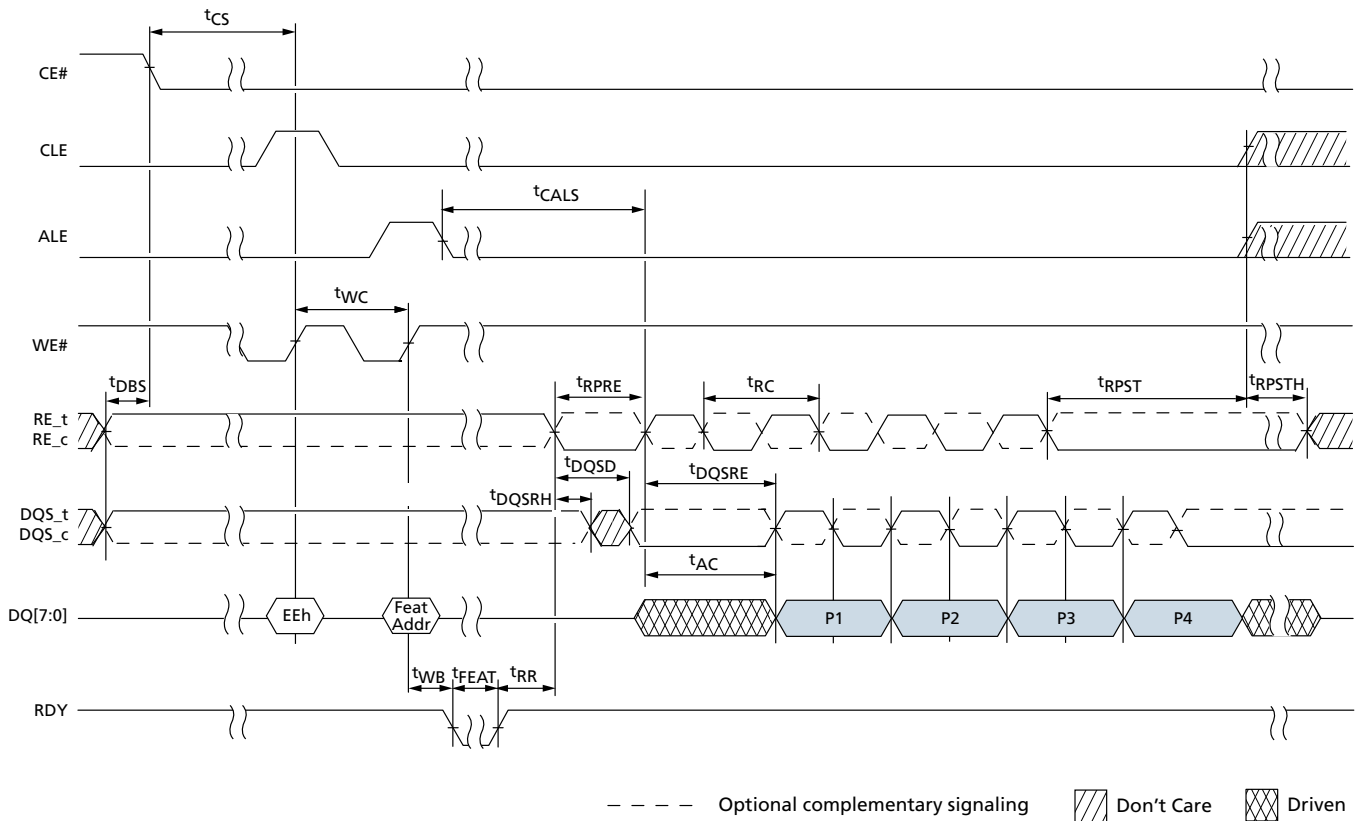 tCS
CE#
CLE
tCALS
ALE
tWC
WE#
tDBS
tRPRE
tRC
tRPST
tRPSTH
RE_t
RE_c
tDQSD
tDQSRE
tDQSRH
DQS_t
DQS_c
tAC
DQ[7:0]
EEh
Feat
Addr
P1
P2
P3
P4
tWB
tFEAT
tRR
RDY
Optional complementary signaling
Don't Care
Driven